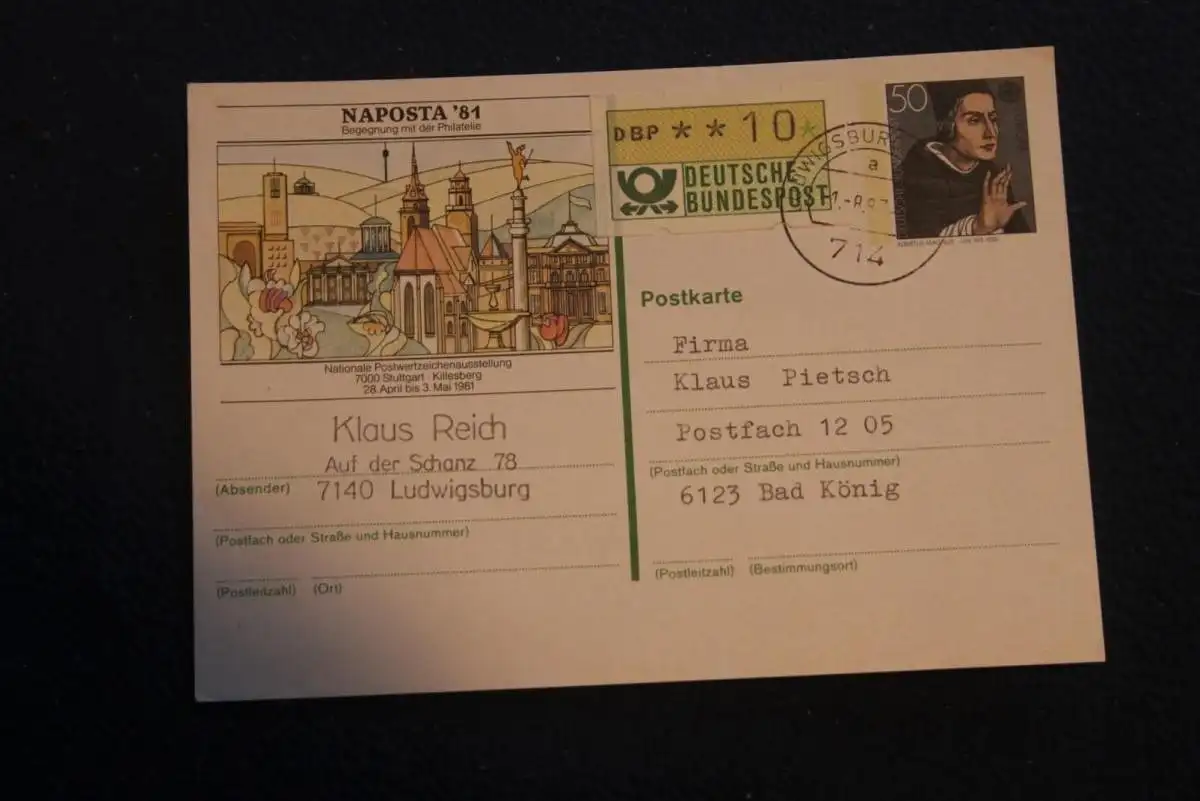 NAPOSTA '81
Begegnung mit der Philatelie
Nationale Postwertzeichenausstellung
7000 Stuttgart · Killesberg
28. April bis 3. Mai 1981
Klaus Reich
Auf der Schanz 78
(Absender) 7140 Ludwigsburg
(Postfach oder Straße und Hausnummer)
(Postleitzahl) (Ort)
DBP ** 10*
DEUTSCHE
BUNDESPOST
a
714
50
Postkarte
Firma
Klaus Pietsch
Postfach 12 05
(Postfach oder Straße und Hausnummer)
6123 Bad König
(Postleitzahl) (Bestimmungsort)